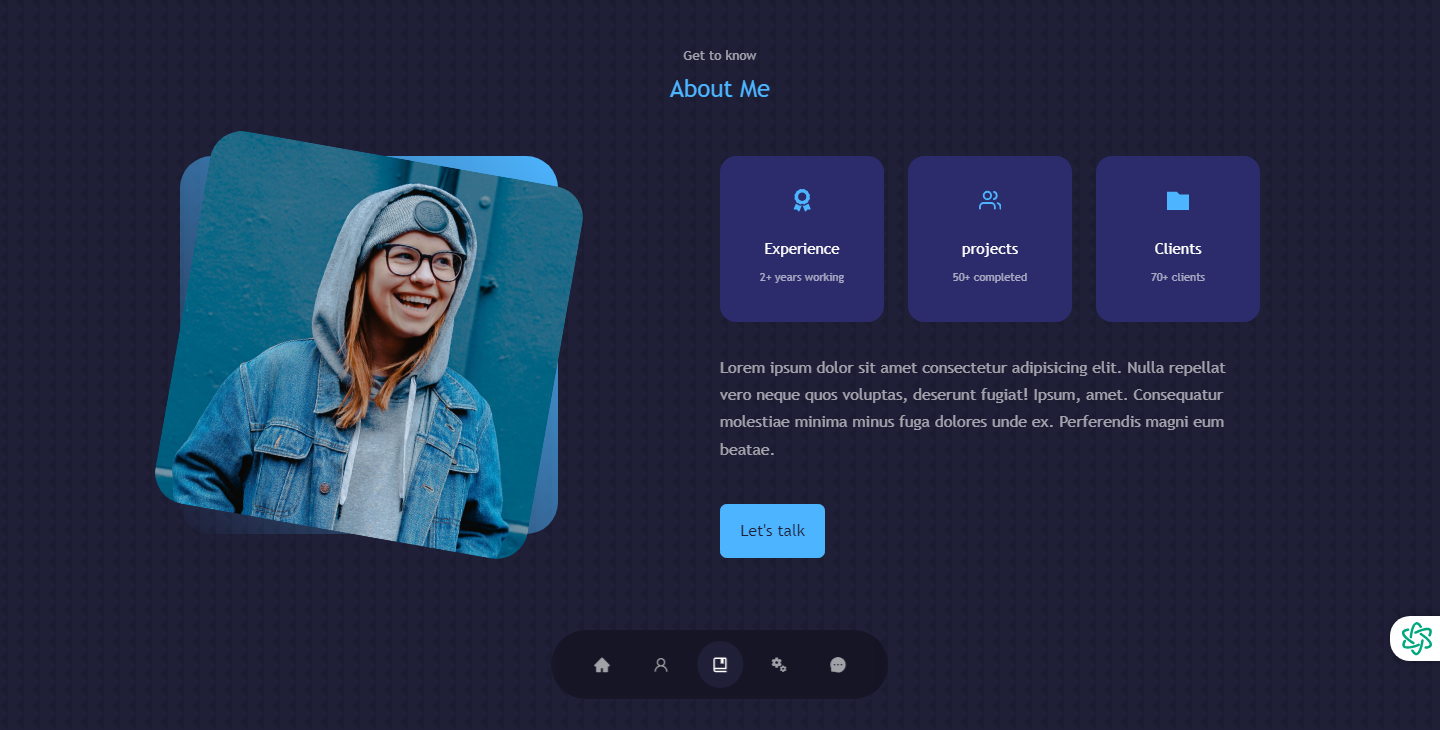 Get to know
About Me
Experience
2+ years working
projects
50+ completed
Clients
70+ clients
Lorem ipsum dolor sit amet consectetur adipisicing elit. Nulla repellat
vero neque quos voluptas, deserunt fugiat! Ipsum, amet. Consequatur
molestiae minima minus fuga dolores unde ex. Perferendis magni eum
beatae.
Let's talk